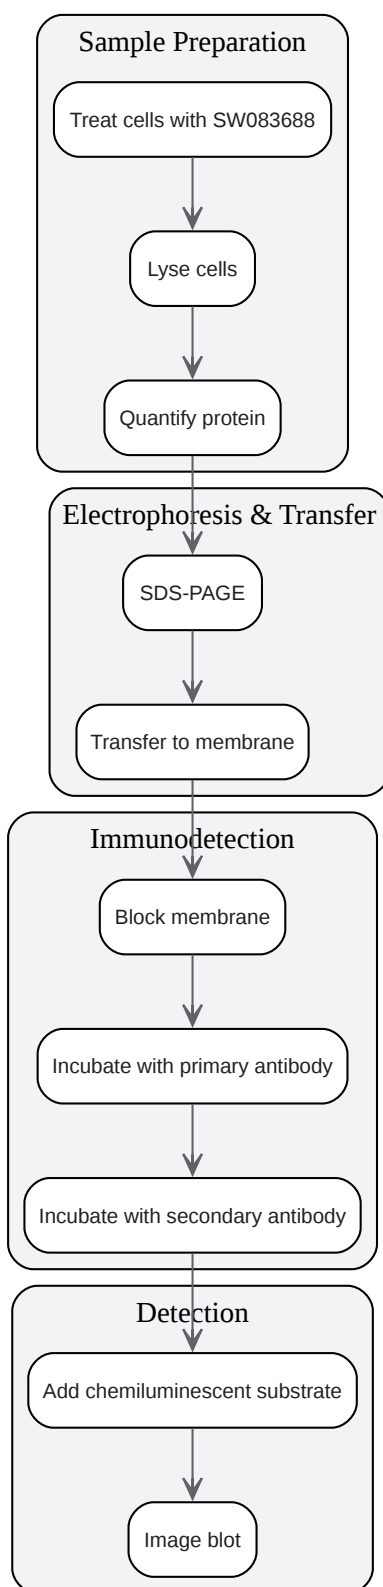 Sample Preparation
Treat cells with SW083688
Lyse cells
Quantify protein
Electrophoresis & Transfer
SDS-PAGE
Transfer to membrane
Immunodetection
Block membrane
Incubate with primary antibody
Incubate with secondary antibody
Detection
Add chemiluminescent substrate
Image blot